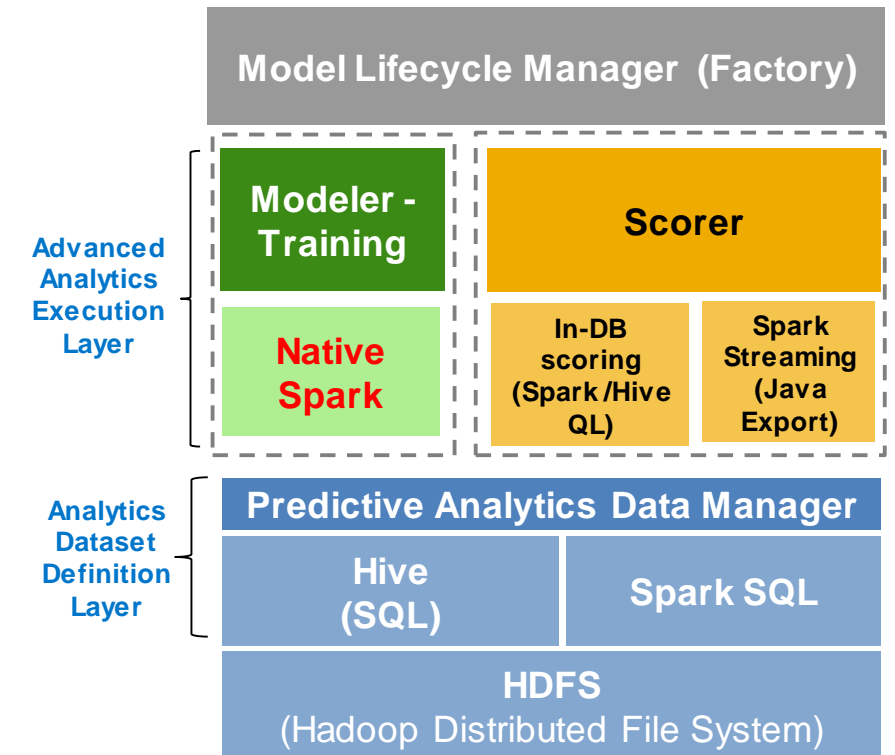 Model Lifecycle Manager (Factory)
Advanced
Analytics
Execution
Layer
Modeler -
Training
Native
Spark
Scorer
In-DB
scoring
(Spark/Hive
QL)
Spark
Streaming
(Java
Export)
Analytics
Dataset
Definition
Layer
Predictive Analytics Data Manager
Hive
(SQL)
Spark SQL
HDFS
(Hadoop Distributed File System)